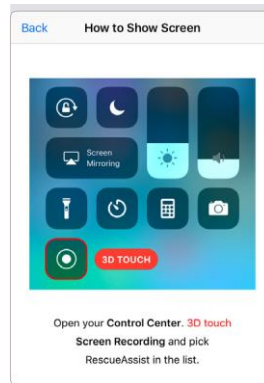 Back How to Show Screen
Screen
Mirroring
3D TOUCH
Open your Control Center. 3D touch
Screen Recording and pick
RescueAssist in the list.